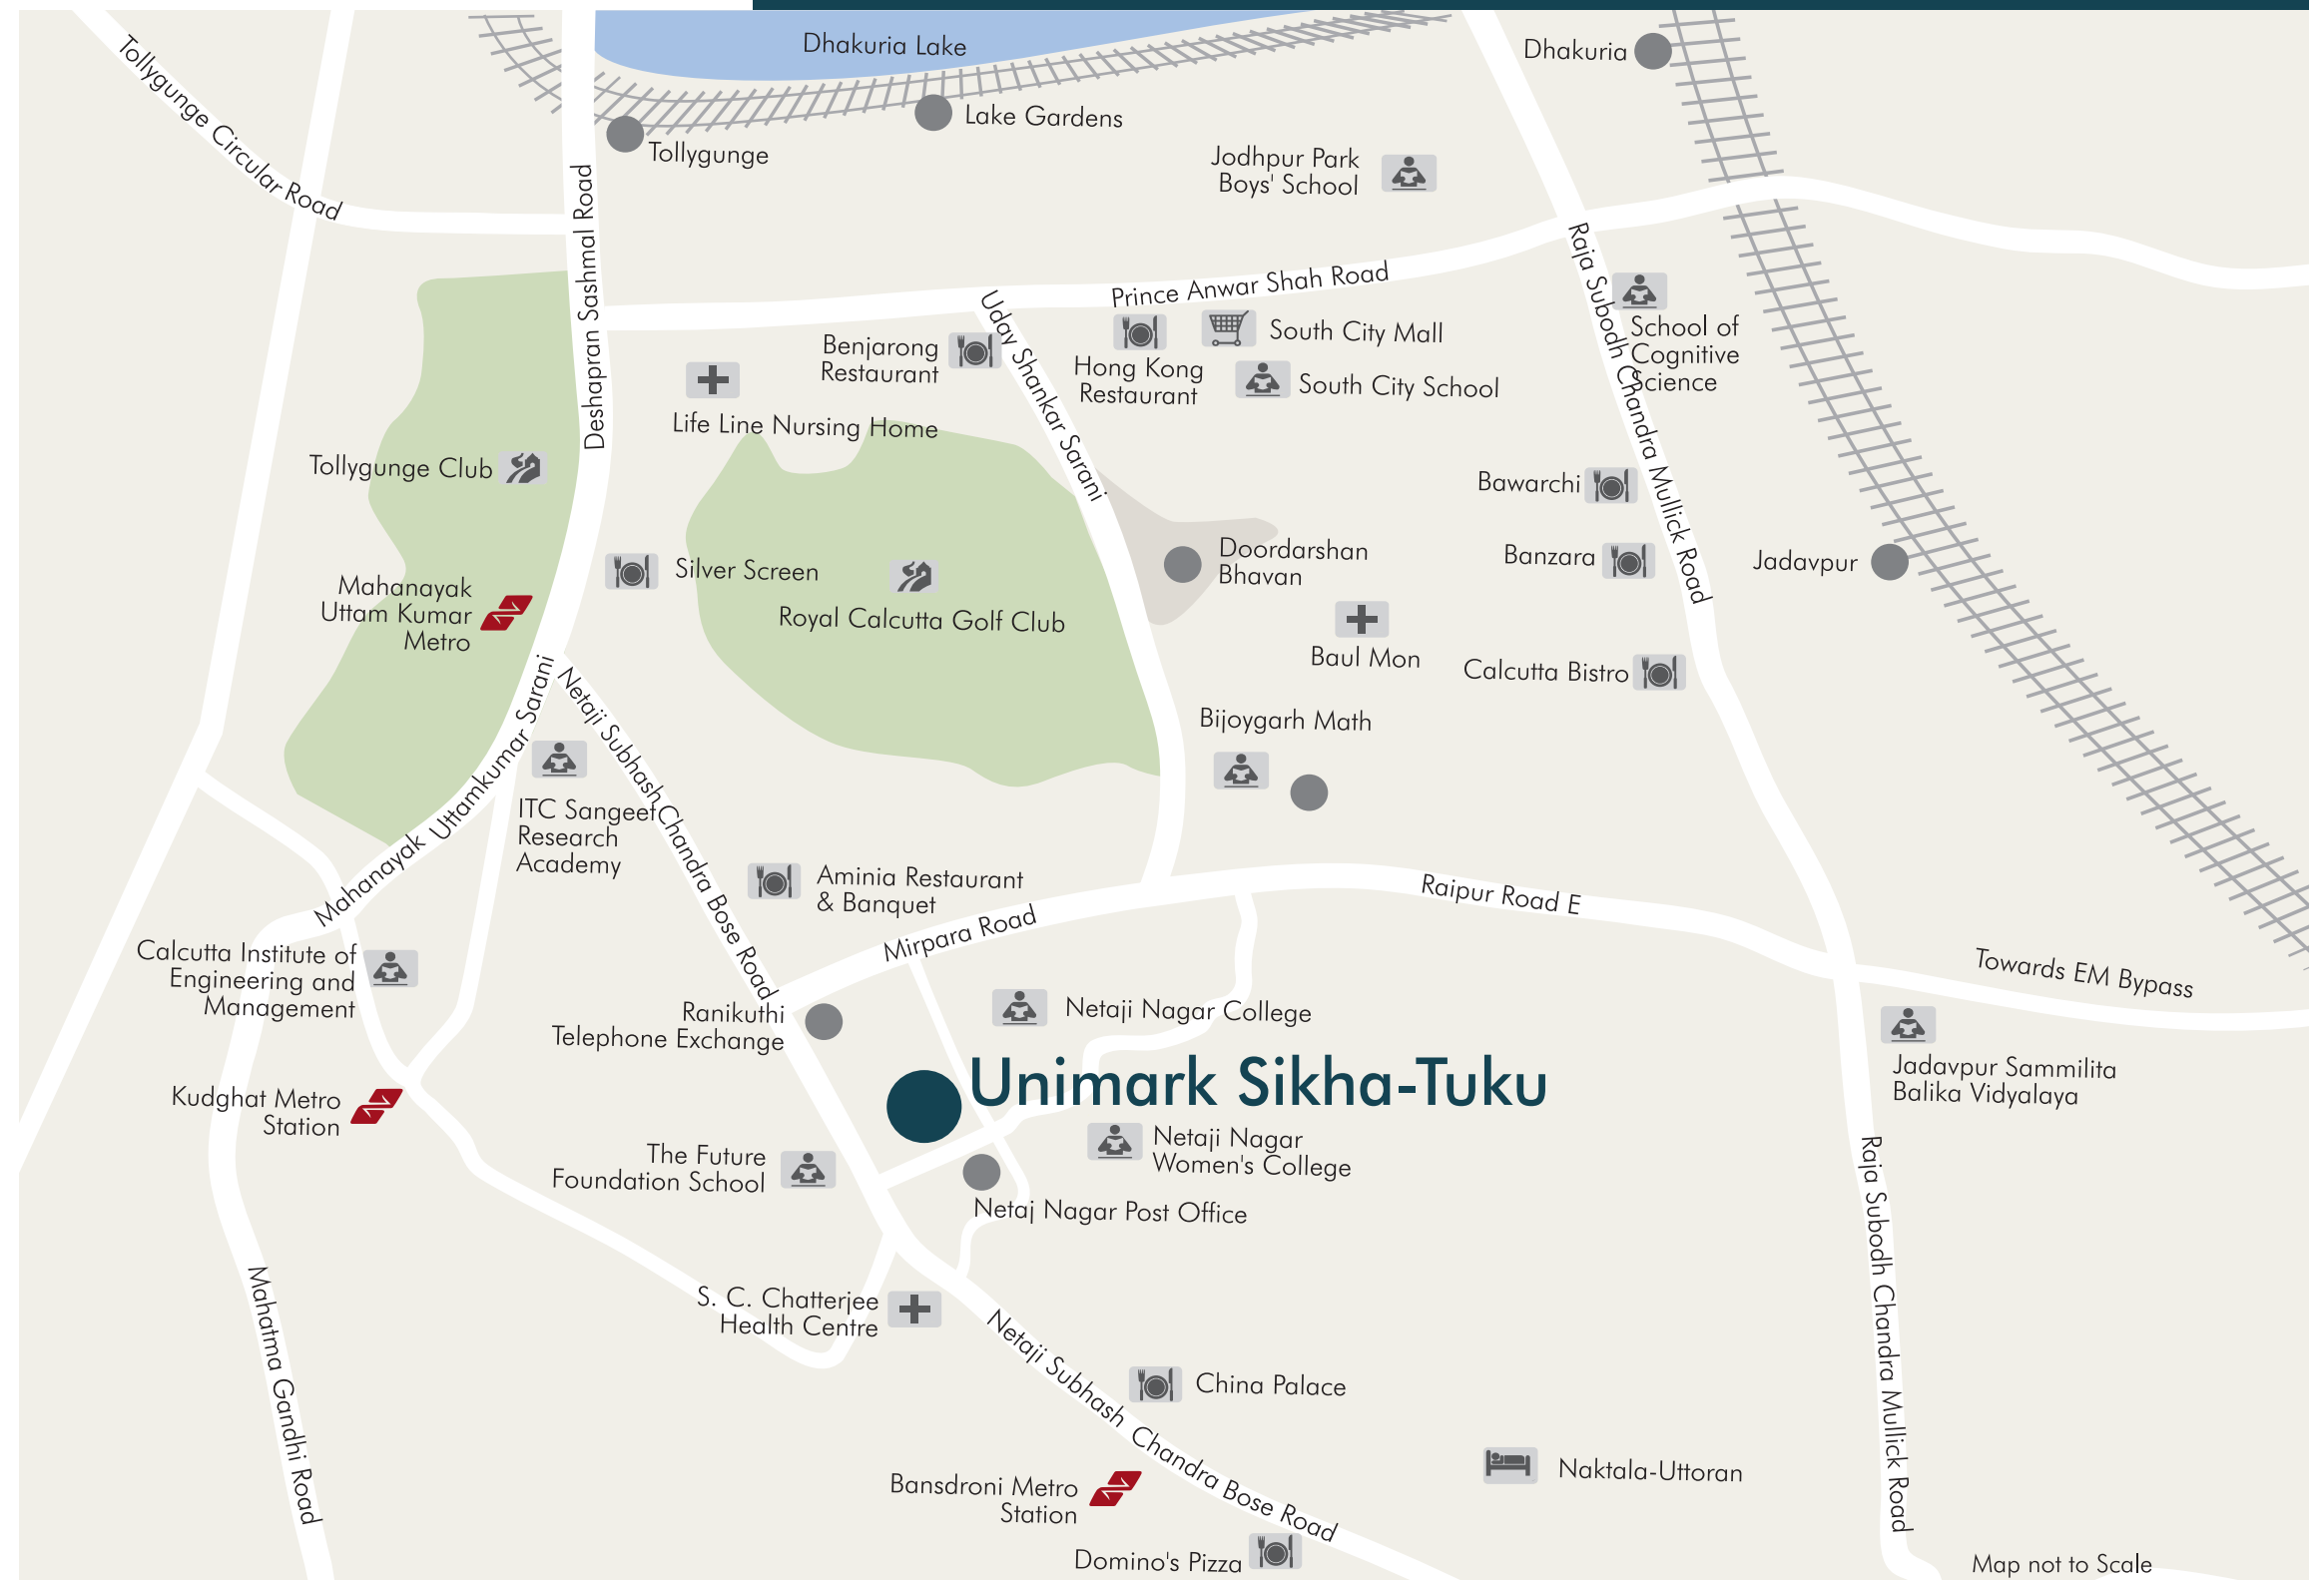 Dhakuria Lake
Dhakuria
Tollygunge Circular Road
Lake Gardens
Tollygunge
Jodhpur Park
Boys' School
Deshapran Sashmal Road
Prince Anwar Shah Road
Raja Subodh Chandra Mullick Road
Uday Shankar Sarani
School of
Cognitive
Science
Benjarong
Restaurant
South City Mall
Hong Kong
Restaurant
South City School
Life Line Nursing Home
Tollygunge Club
Bawarchi
Doordarshan
Bhavan
Banzara
Jadavpur
Silver Screen
Mahanayak
Uttam Kumar
Metro
Royal Calcutta Golf Club
Baul Mon
Calcutta Bistro
Mahanayak Uttamkumar Sarani
Netaji Subhash Chandra Bose Road
Bijoygarh Math
ITC Sangeet
Research
Academy
Aminia Restaurant
& Banquet
Mirpara Road
Raipur Road E
Calcutta Institute of
Engineering and
Management
Towards EM Bypass
Ranikuthi
Telephone Exchange
Netaji Nagar College
Unimark Sikha-Tuku
Jadavpur Sammilita
Balika Vidyalaya
Kudghat Metro
Station
The Future
Foundation School
Netaji Nagar
Women's College
Netaj Nagar Post Office
Raja Subodh Chandra Mullick Road
Mahatma Gandhi Road
S. C. Chatterjee
Health Centre
Netaji Subhash Chandra Bose Road
China Palace
Naktala-Uttoran
Bansdroni Metro
Station
Domino's Pizza
Map not to Scale